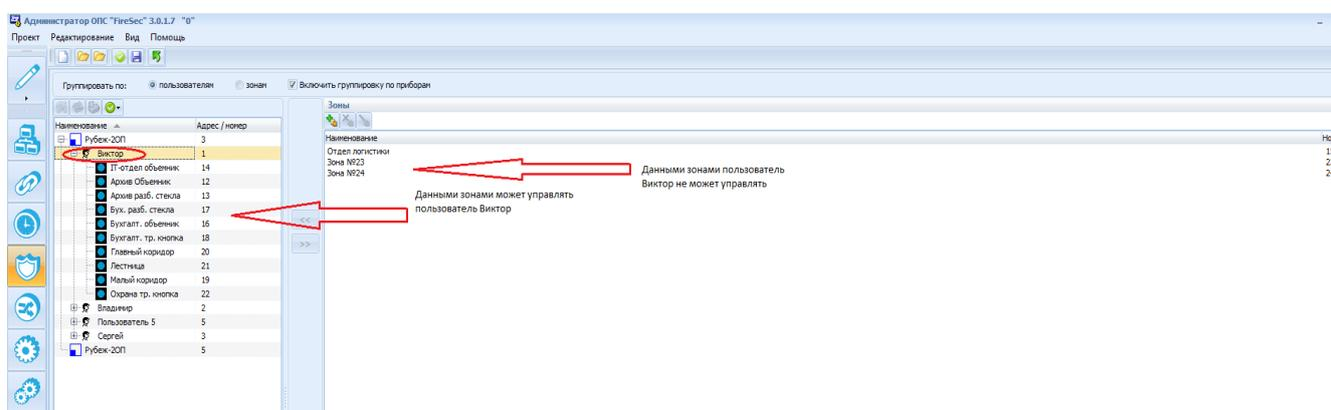 Администратор ОПС "FireSec" 3.0.1.7 "0"
Проект Редактирование Вид Помощь
Группировать по: пользователям зонам Включить группировку по приборам
Зоны
Наименование Адрес / номер
Наименование
Рубеж-2ОП 3
Виктор 1
IT-отдел объемник 14
Архив Объемник 12
Архив разб. стекла 13
Бух. разб. стекла 17
Бухгалт. объемник 16
Бухгалт. тр. кнопка 18
Главный коридор 20
Лестница 21
Малый коридор 19
Охрана тр. кнопка 22
Владимир 2
Пользователь 5 5
Сергей 3
Рубеж-2ОП 5
<<
>>
Отдел логистики
Зона №23
Зона №24
Данными зонами пользователь
Виктор не может управлять
Данными зонами может управлять
пользователь Виктор